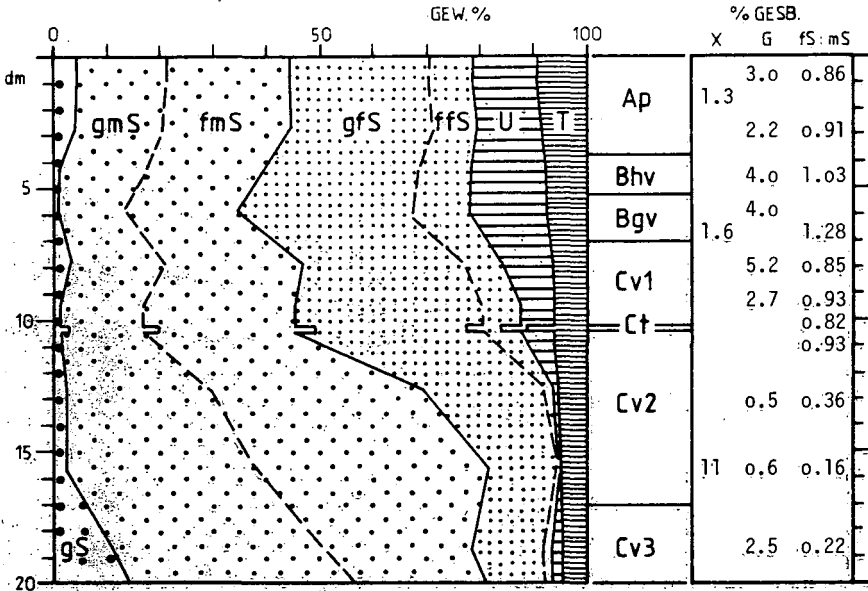 GEW.% % GESB.
0 50 100 X G fS:mS
dm
3.0 0.86
Ap
1.3
gmS fmS gfS ffS U T
2.2 0.91
5 Bhv 4.0 1.03
Bgv 4.0
1.6 1.28
Cv1 5.2 0.85
2.7 0.93
10 Ct 0.82
0.93
Cv2 0.5 0.36
15 11 0.6 0.16
gS Cv3 2.5 0.22
20